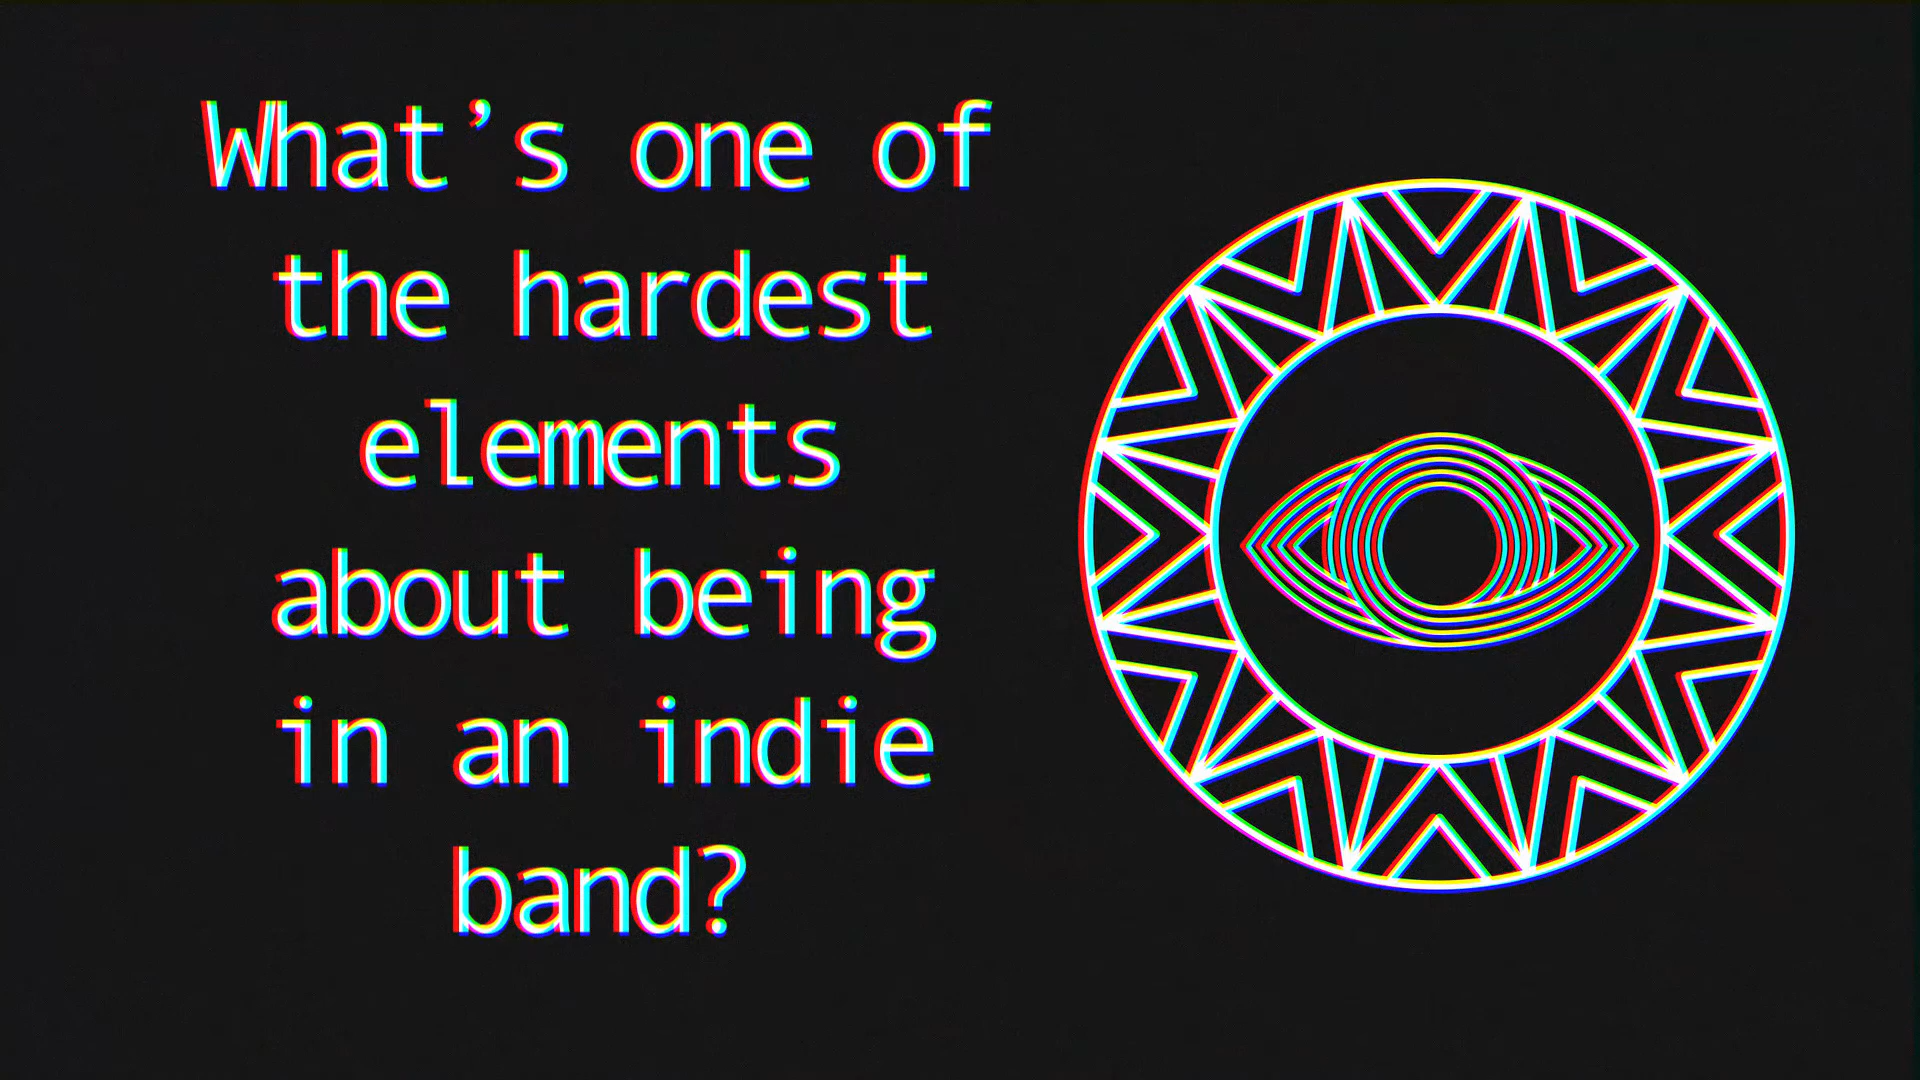 What’s one of
the hardest
elements
about being
in an indie
band?